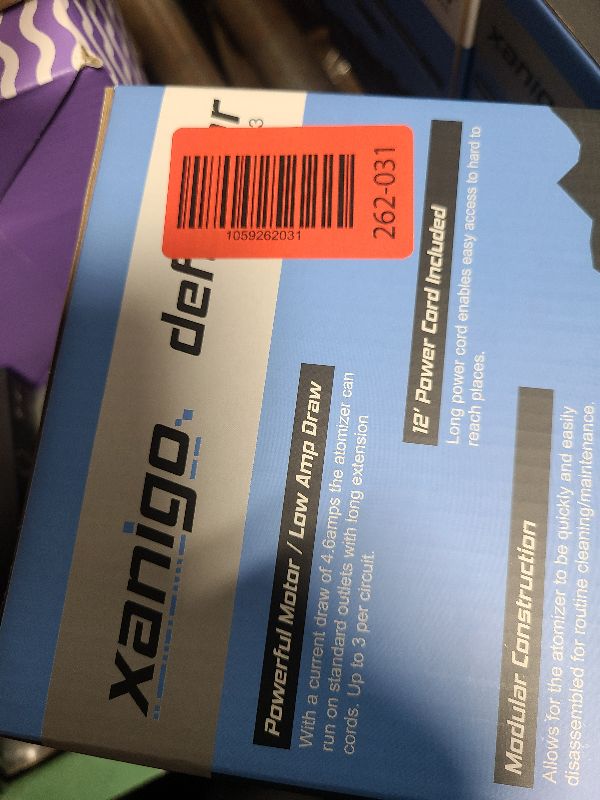 xanigo
xanigo
def r
3
1059262031
262-031
Powerful Motor / Low Amp Draw
With a current draw of 4.6amps the atomizer can
run on standard outlets with long extension
cords. Up to 3 per circuit.
12' Power Cord Included
Long power cord enables easy access to hard to
reach places.
Modular Construction
Allows for the atomizer to be quickly and easily
disassembled for routine cleaning/maintenance.